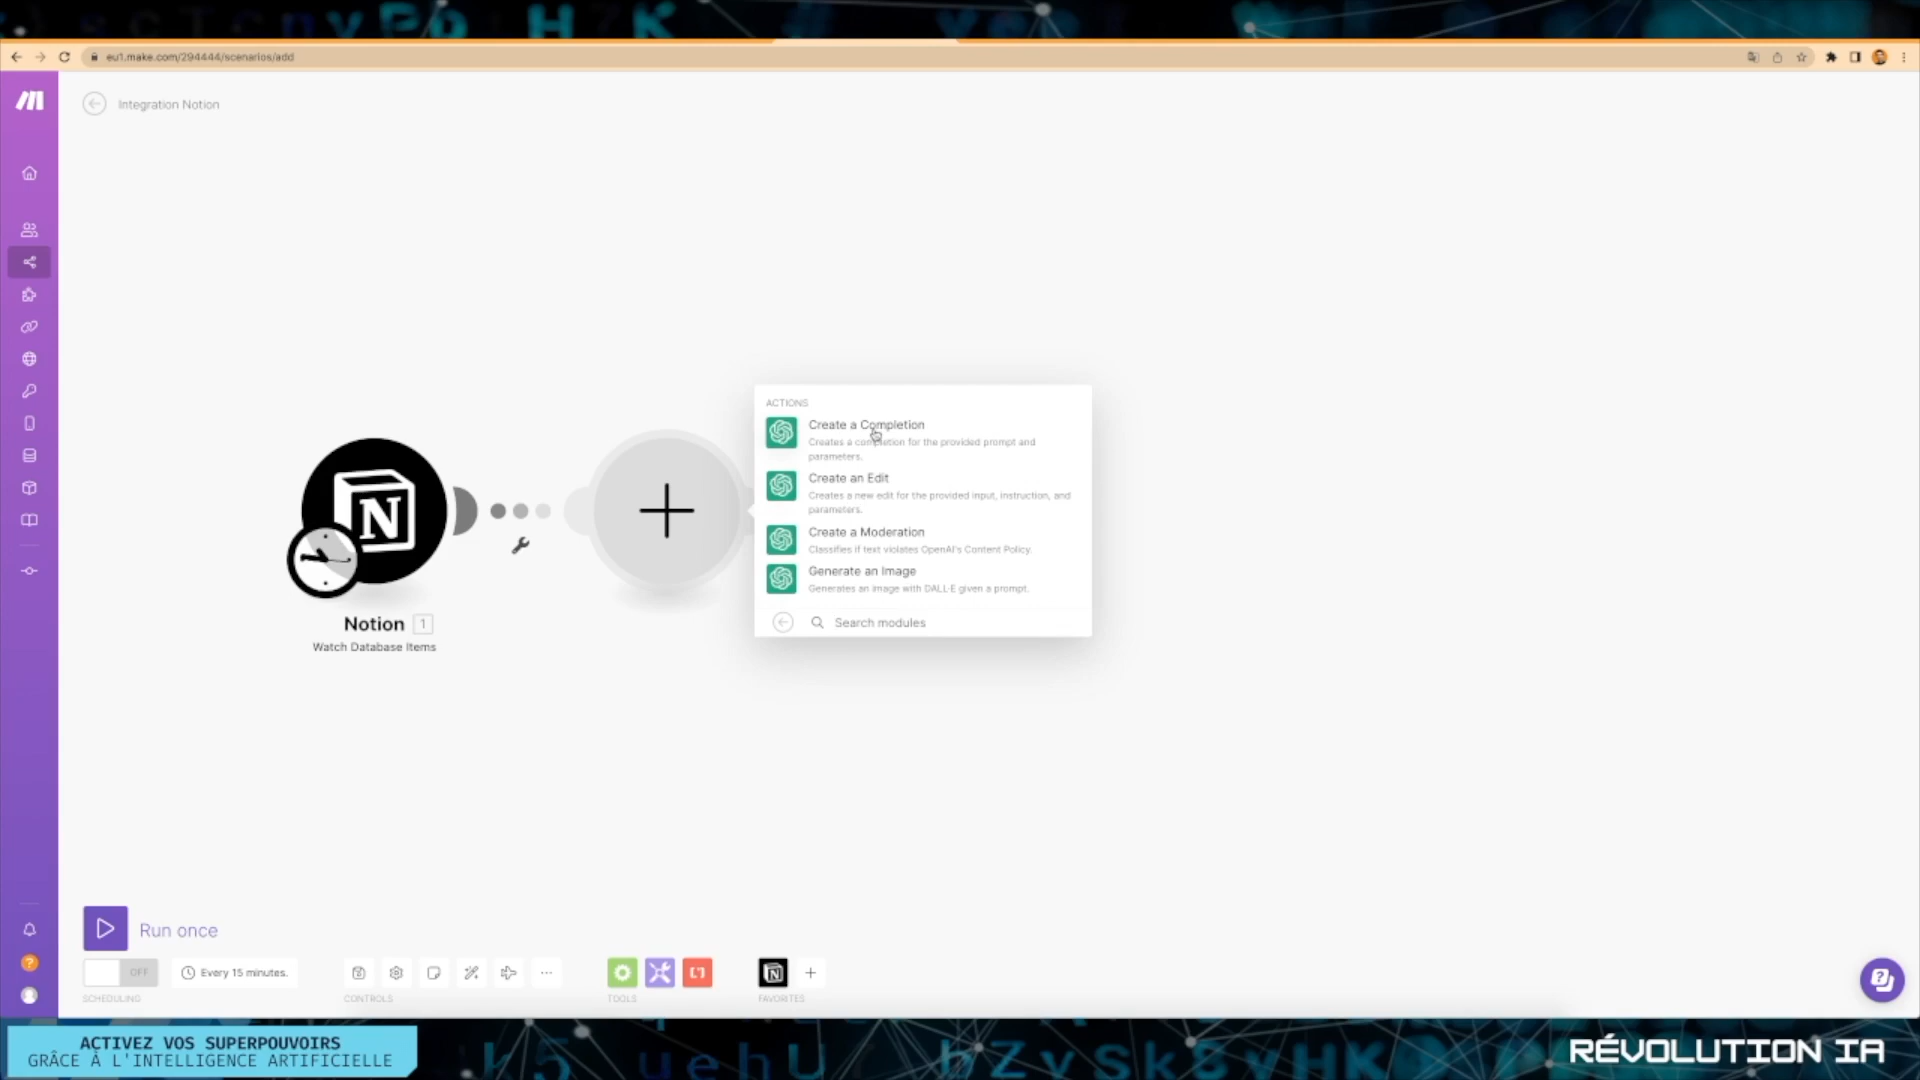 eu1.make.com/294444/scenarios/add
Integration Notion
ACTIONS
Create a Completion
Creates a completion for the provided prompt and
parameters.
Create an Edit
Creates a new edit for the provided input, instruction, and
parameters.
Create a Moderation
Classifies if text violates OpenAI's Content Policy.
Generate an Image
Generates an image with DALL·E given a prompt.
Search modules
Notion 1
Watch Database Items
Run once
OFF
Every 15 minutes.
SCHEDULING
CONTROLS
TOOLS
FAVORITES
ACTIVEZ VOS SUPERPOUVOIRS
GRÂCE À L'INTELLIGENCE ARTIFICIELLE
RÉVOLUTION IA